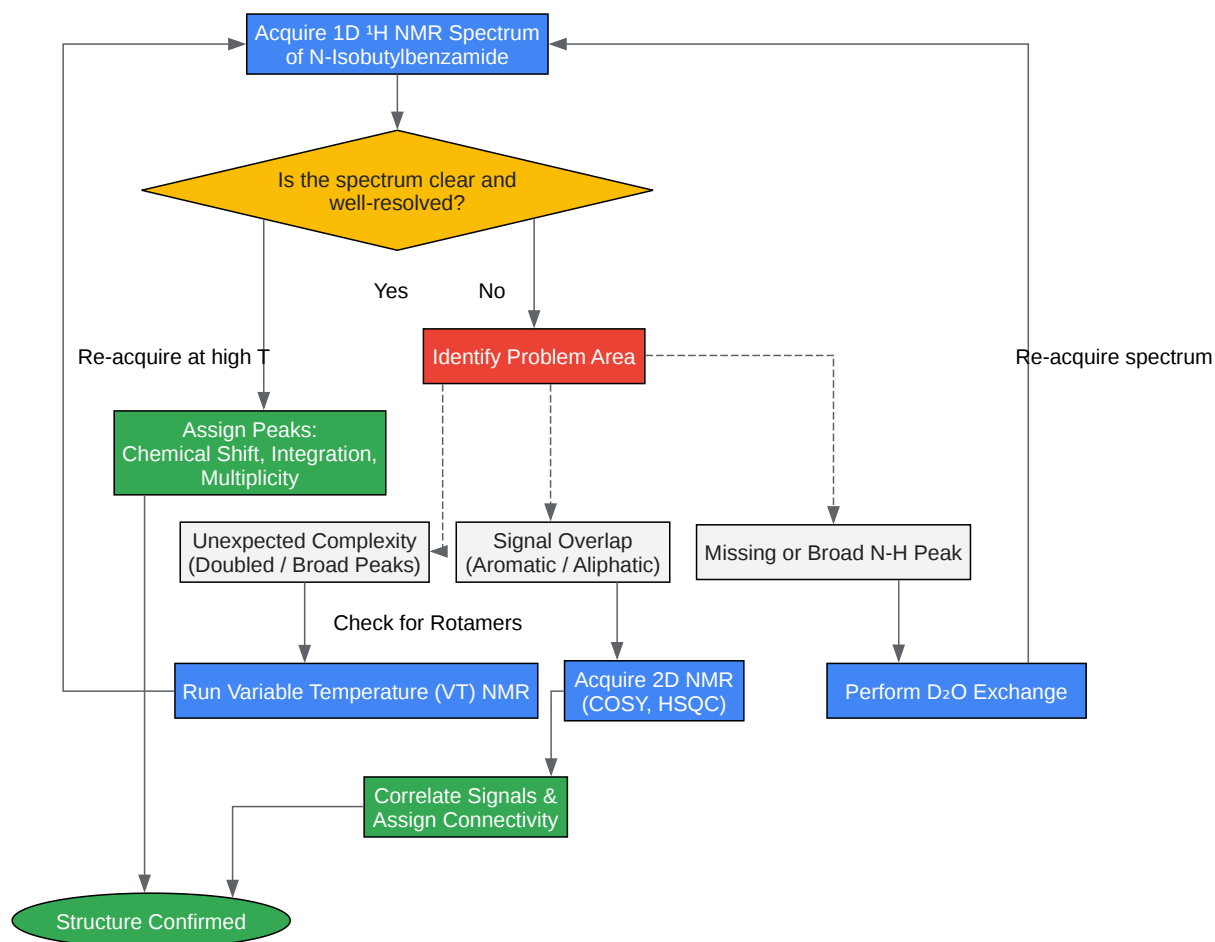 Acquire 1D ¹H NMR Spectrum
of N-Isobutylbenzamide
Is the spectrum clear and
well-resolved?
Yes
No
Re-acquire at high T
Identify Problem Area
Re-acquire spectrum
Assign Peaks:
Chemical Shift, Integration,
Multiplicity
Unexpected Complexity
(Doubled / Broad Peaks)
Signal Overlap
(Aromatic / Aliphatic)
Missing or Broad N-H Peak
Check for Rotamers
Run Variable Temperature (VT) NMR
Acquire 2D NMR
(COSY, HSQC)
Perform D₂O Exchange
Correlate Signals &
Assign Connectivity
Structure Confirmed